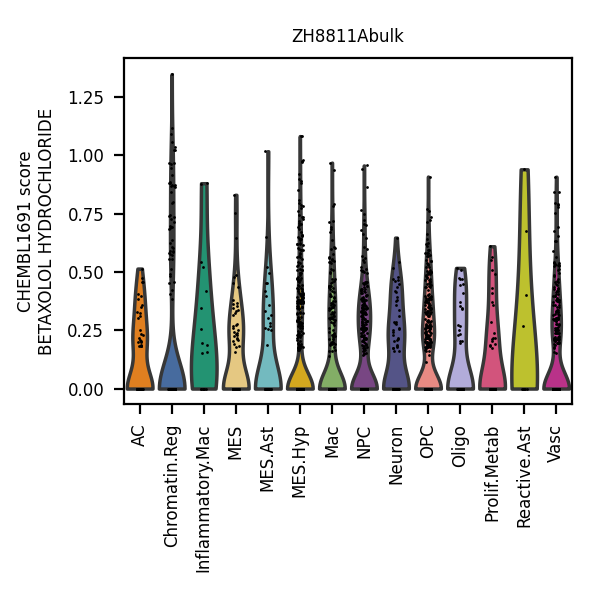 ZH8811Abulk
CHEMBL1691 score
BETAXOLOL HYDROCHLORIDE
1.25
1.00
0.75
0.50
0.25
0.00
AC
Chromatin.Reg
Inflammatory.Mac
MES
MES.Ast
MES.Hyp
Mac
NPC
Neuron
OPC
Oligo
Prolif.Metab
Reactive.Ast
Vasc